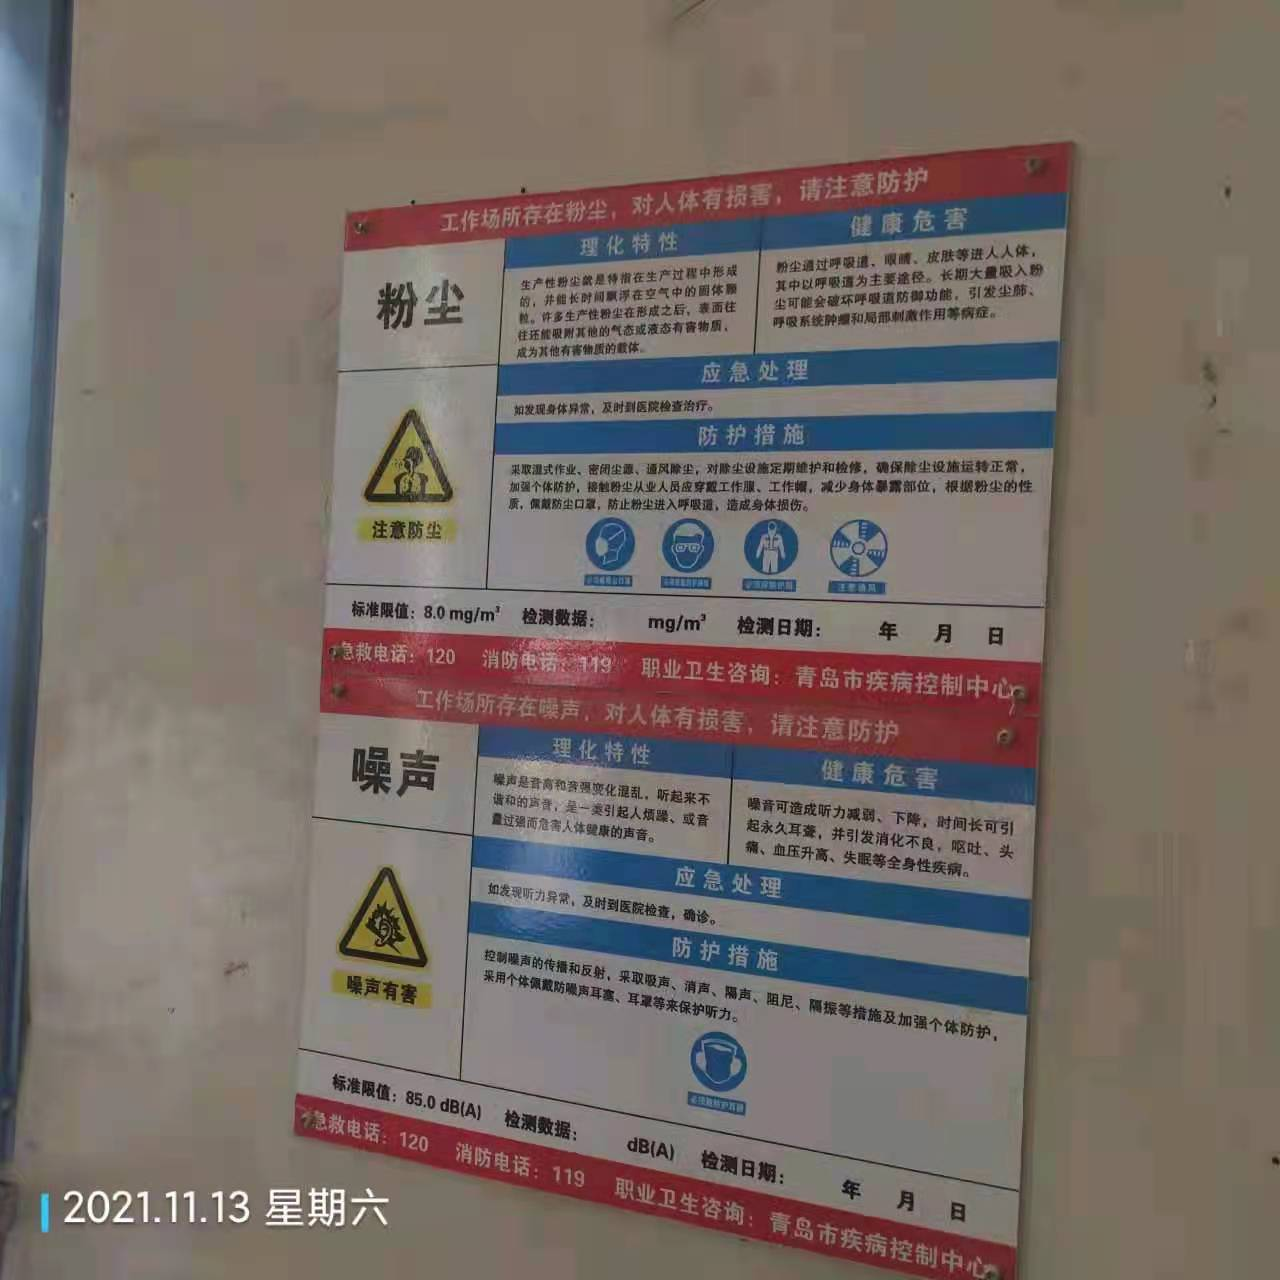 工作场所存在粉尘，对人体有损害，请注意防护
粉尘
注意防尘
理化特性
生产性粉尘就是特指在生产过程中形成
的，并能长时间飘浮在空气中的固体颗
粒。许多生产性粉尘在形成之后，表面往
往还能吸附其他的气态或液态有害物质，
成为其他有害物质的载体。
健康危害
粉尘通过呼吸道、眼睛、皮肤等进人人体，
其中以呼吸道为主要途径。长期大量吸入粉
尘可能会破坏呼吸道防御功能，引发尘肺、
呼吸系统肿瘤和局部刺激作用等病症。
应急处理
如发现身体异常，及时到医院检查治疗。
防护措施
采取湿式作业、密闭尘源、通风除尘，对除尘设施定期维护和检修，确保除尘设施运转正常，
加强个体防护，接触粉尘从业人员应穿戴工作服、工作帽，减少身体暴露部位，根据粉尘的性
质，佩戴防尘口罩，防止粉尘进入呼吸道，造成身体损伤。
必须戴防护眼镜
必须穿防护服
注意通风
标准限值：8.0 mg/m³ 检测数据： mg/m³ 检测日期： 年 月 日
急救电话：120 消防电话：119 职业卫生咨询：青岛市疾病控制中心
工作场所存在噪声，对人体有损害，请注意防护
噪声
噪声有害
理化特性
噪声是音高和音强变化混乱，听起来不
谐和的声音，是一类引起人烦躁、或音
量过强而危害人体健康的声音。
健康危害
噪音可造成听力减弱、下降，时间长可引
起永久耳聋，并引发消化不良，呕吐、头
痛、血压升高、失眠等全身性疾病。
应急处理
如发现听力异常，及时到医院检查，确诊。
防护措施
控制噪声的传播和反射，采取吸声、消声、隔声、阻尼、隔振等措施及加强个体防护，
采用个体佩戴防噪声耳塞、耳罩等来保护听力。
必须戴防护耳器
标准限值：85.0 dB(A) 检测数据： dB(A) 检测日期： 年 月 日
急救电话：120 消防电话：119 职业卫生咨询：青岛市疾病控制中心
2021.11.13 星期六